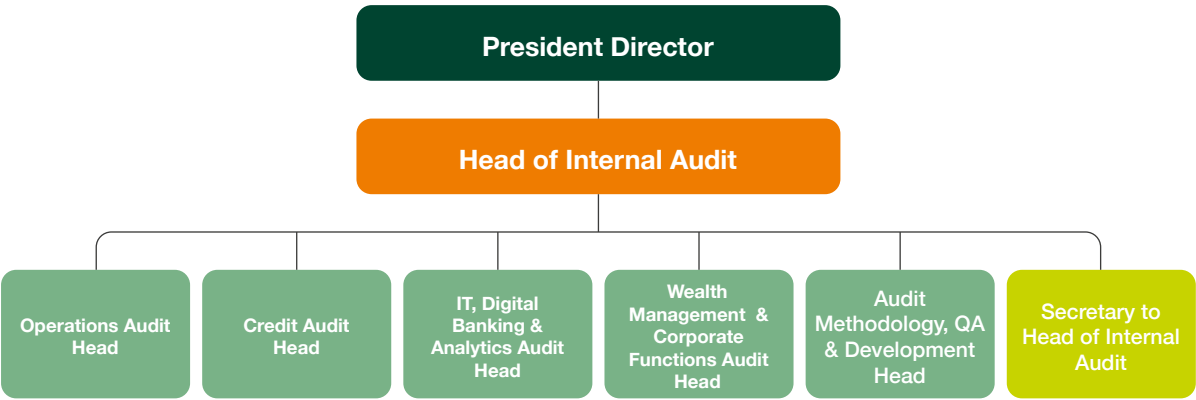 President Director
Head of Internal Audit
Operations Audit
Head
Credit Audit
Head
IT, Digital
Banking &
Analytics Audit
Head
Wealth
Management &
Corporate
Functions Audit
Head
Audit
Methodology, QA
& Development
Head
Secretary to
Head of Internal
Audit